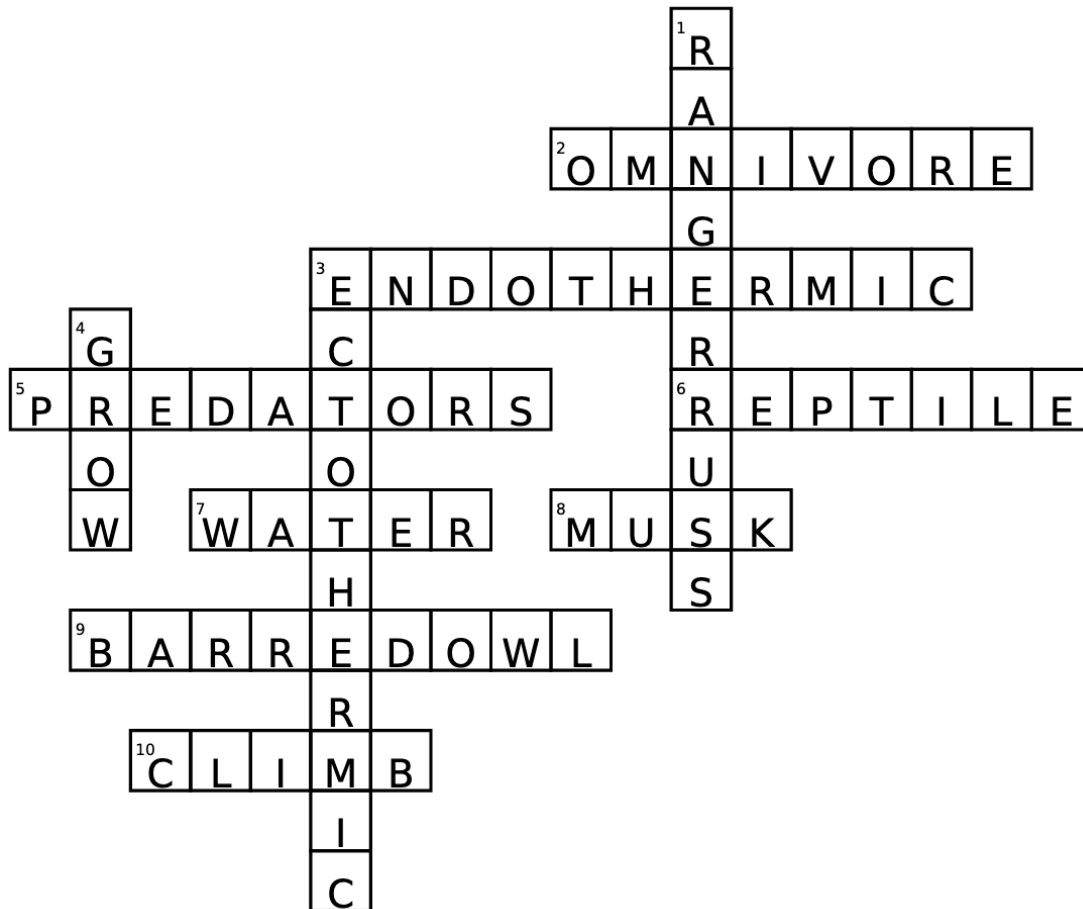 1 R
A
2 O M N I V O R E
G
3 E N D O T H E R M I C
4 G C R
5 P R E D A T O R S 6 R E P T I L E
O O U
W 7 W A T E R 8 M U S K
H S
9 B A R R E D O W L
R
10 C L I M B
I
C